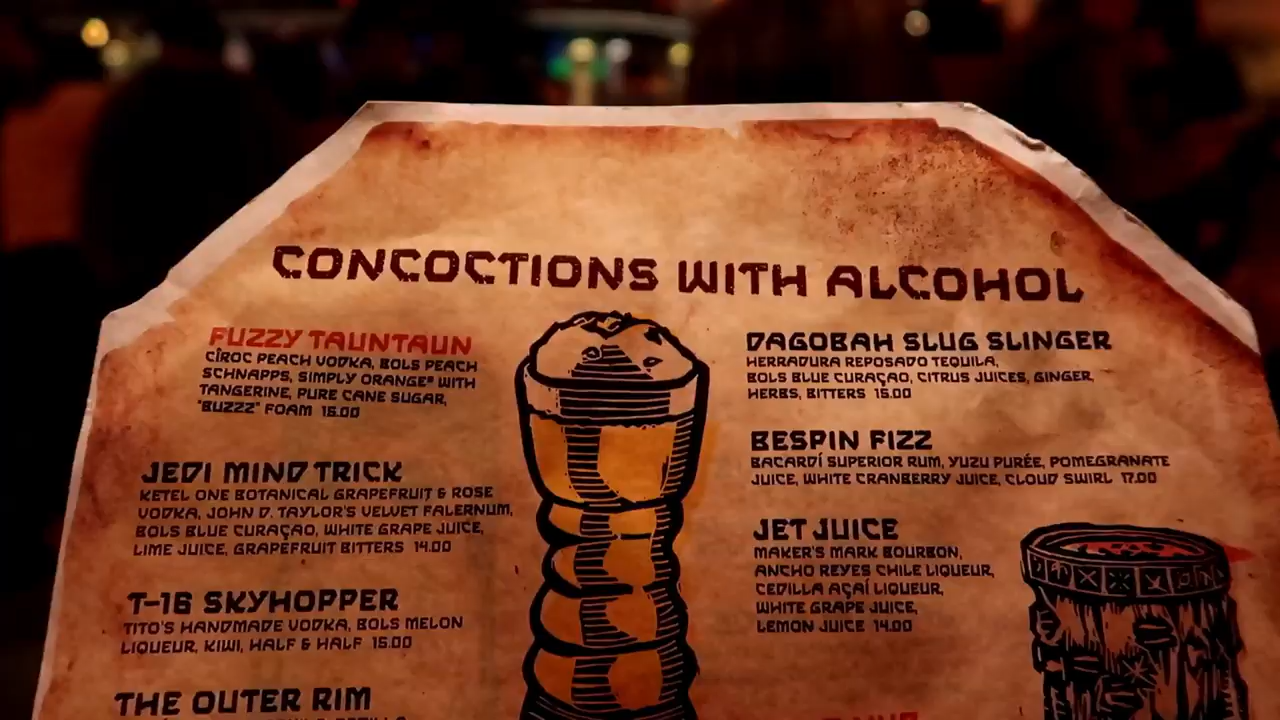 CONCOCTIONS WITH ALCOHOL
FUZZY TAUNTAUN
CÎROC PEACH VODKA, BOLS PEACH
SCHNAPPS, SIMPLY ORANGE® WITH
TANGERINE, PURE CANE SUGAR,
"BUZZZ" FOAM 16.00
JEDI MIND TRICK
KETEL ONE BOTANICAL GRAPEFRUIT & ROSE
VODKA, JOHN D. TAYLOR'S VELVET FALERNUM,
BOLS BLUE CURAÇAO, WHITE GRAPE JUICE,
LIME JUICE, GRAPEFRUIT BITTERS 14.00
T-16 SKYHOPPER
TITO'S HANDMADE VODKA, BOLS MELON
LIQUEUR, KIWI, HALF & HALF 15.00
THE OUTER RIM
DAGOBAH SLUG SLINGER
HERRADURA REPOSADO TEQUILA,
BOLS BLUE CURAÇAO, CITRUS JUICES, GINGER,
HERBS, BITTERS 15.00
BESPIN FIZZ
BACARDÍ SUPERIOR RUM, YUZU PURÉE, POMEGRANATE
JUICE, WHITE CRANBERRY JUICE, CLOUD SWIRL 17.00
JET JUICE
MAKER'S MARK BOURBON,
ANCHO REYES CHILE LIQUEUR,
CEDILLA AÇAÍ LIQUEUR,
WHITE GRAPE JUICE,
LEMON JUICE 14.00